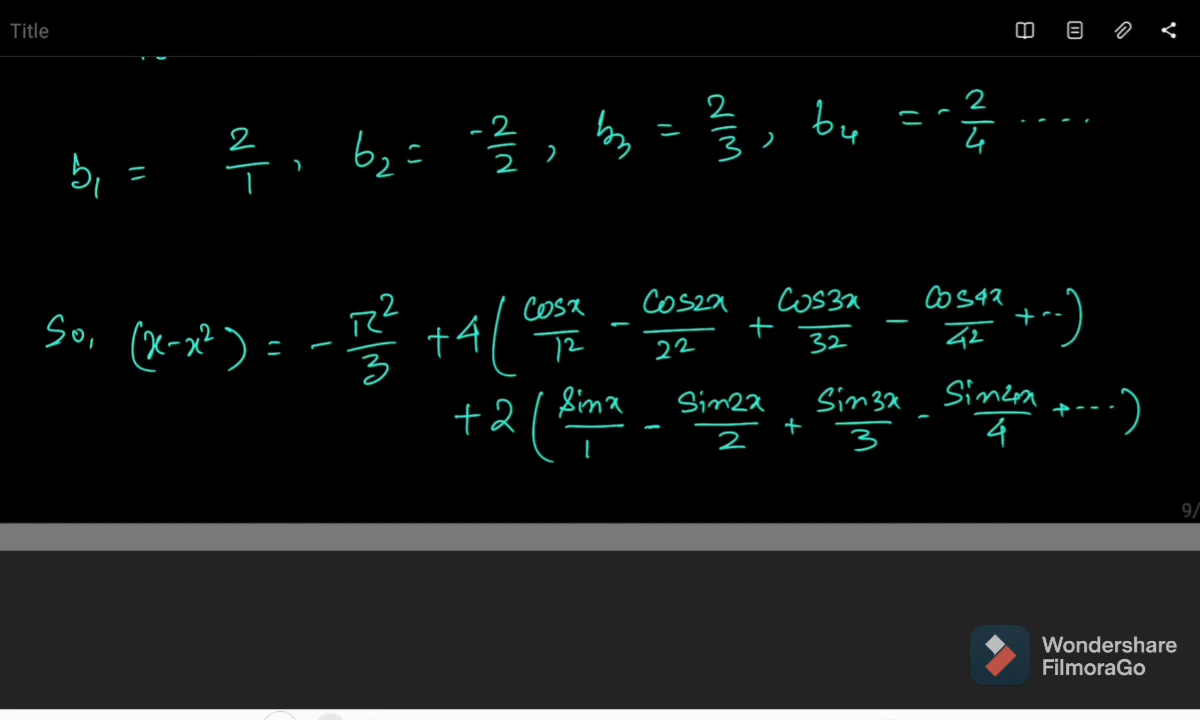 Title
b₁ = 2/1, b₂ = -2/2, b₃ = 2/3, b₄ = -2/4 .....
So, (x-x²) = - π²/3 + 4( cosx/1² - cos2x/2² + cos3x/3² - cos4x/4² + -- )
+2 ( sinx/1 - sin2x/2 + sin3x/3 - sin4x/4 + ---- )
9/
Wondershare
FilmoraGo